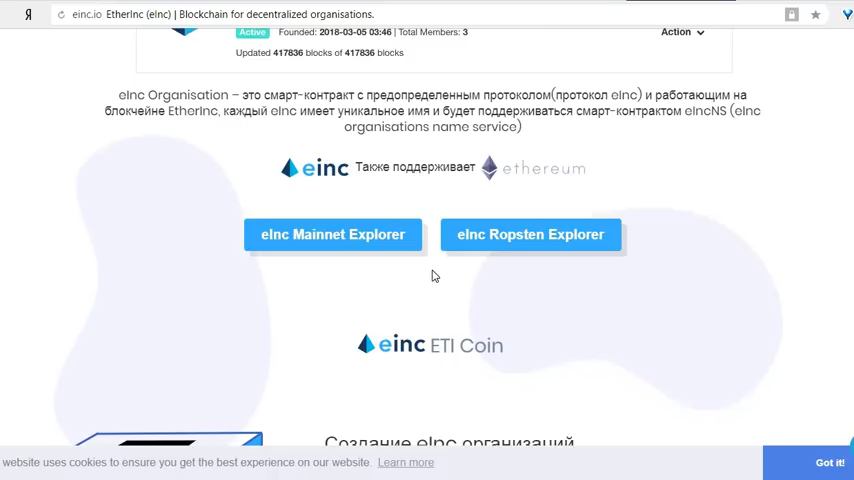 einc.io EtherInc (eInc) | Blockchain for decentralized organisations.
Active Founded: 2018-03-05 03:46 | Total Members: 3 Action
Updated 417836 blocks of 417836 blocks
eInc Organisation – это смарт-контракт с предопределенным протоколом(протокол eInc) и работающим на
блокчейне EtherInc, каждый eInc имеет уникальное имя и будет поддерживаться смарт-контрактом eIncNS (eInc
organisations name service)
einc Также поддерживает ethereum
eInc Mainnet Explorer eInc Ropsten Explorer
einc ETI Coin
Создание eInc организаций
website uses cookies to ensure you get the best experience on our website. Learn more Got it!